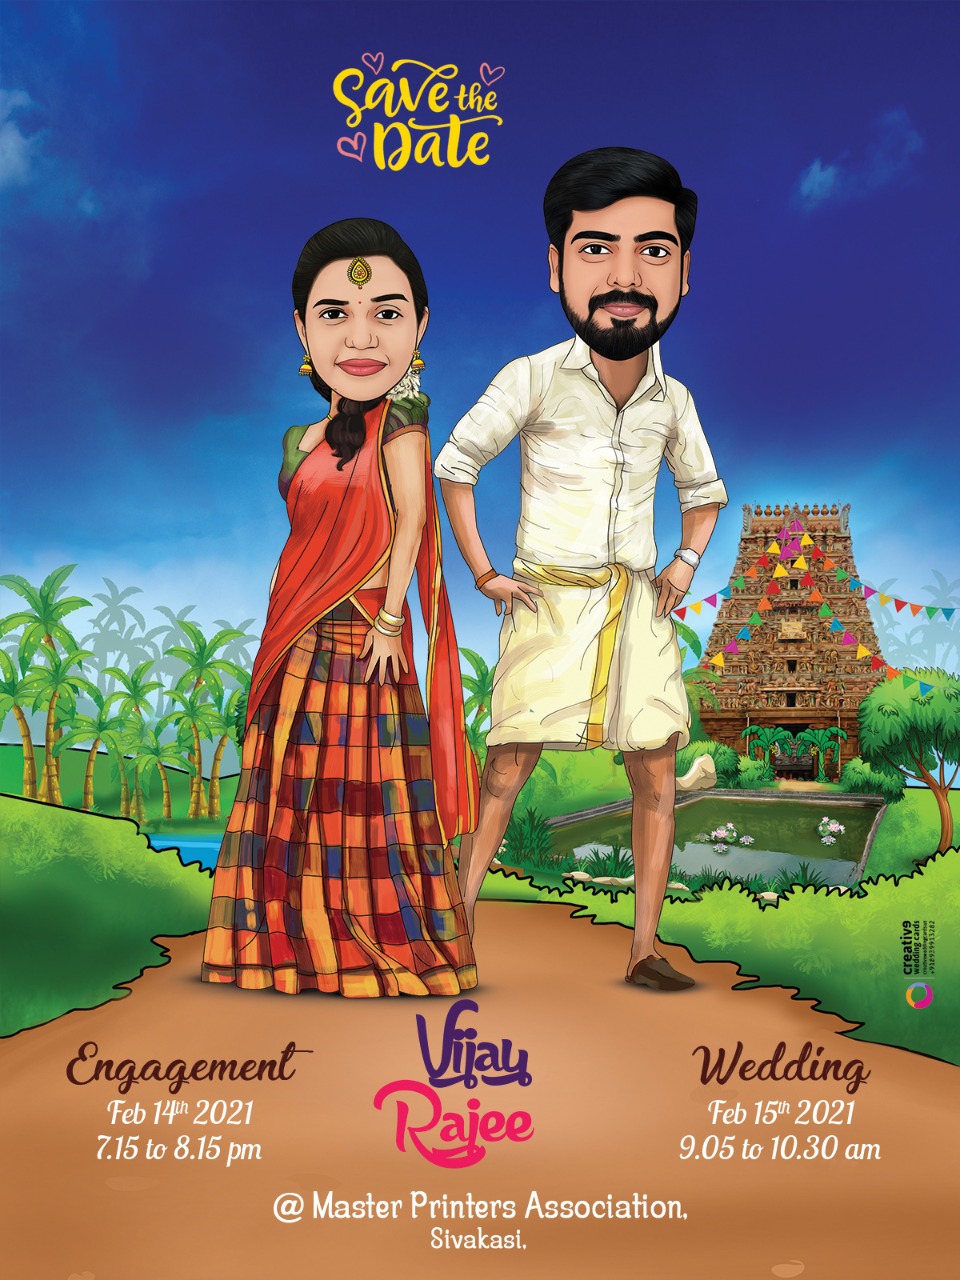 Save the
Date
Vijay
Rajee
Engagement
Feb 14th 2021
7.15 to 8.15 pm
Wedding
Feb 15th 2021
9.05 to 10.30 am
@ Master Printers Association,
Sivakasi,
creative
wedding cards